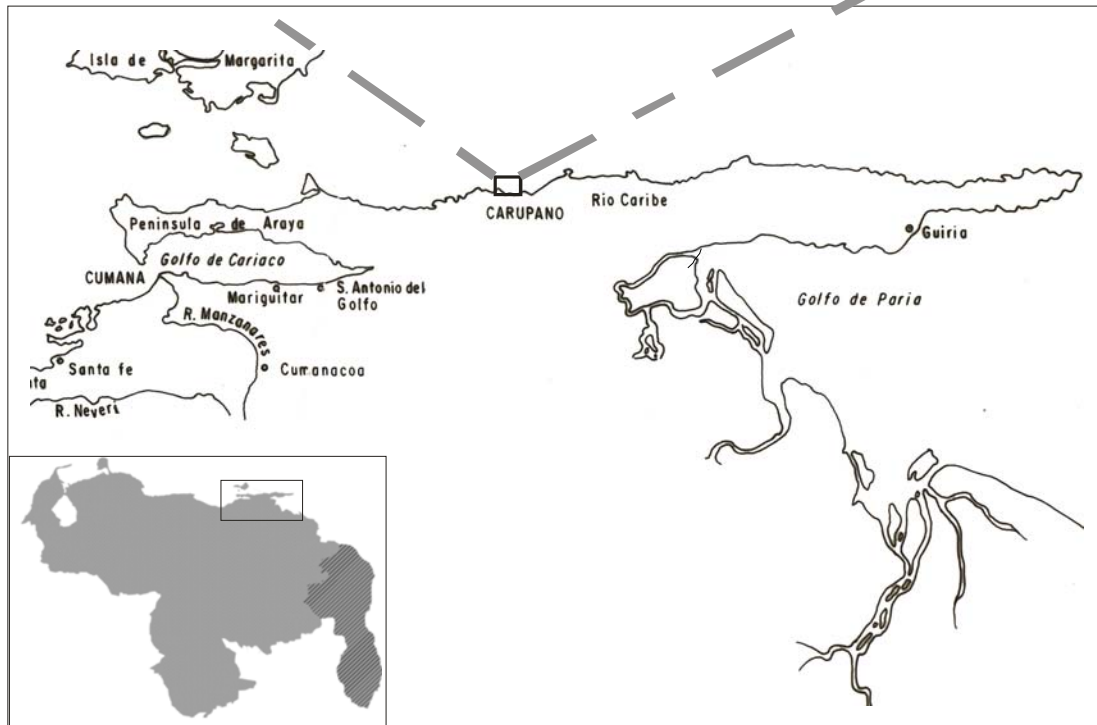 Isla de Margarita
CARUPANO
Rio Caribe
Peninsula de Araya
Guiria
Golfo de Cariaco
CUMANA
Mariguitar
S. Antonio del
Golfo
Golfo de Paria
R. Manzanares
Santa fe
Cumanacoa
nta
R. Neveri